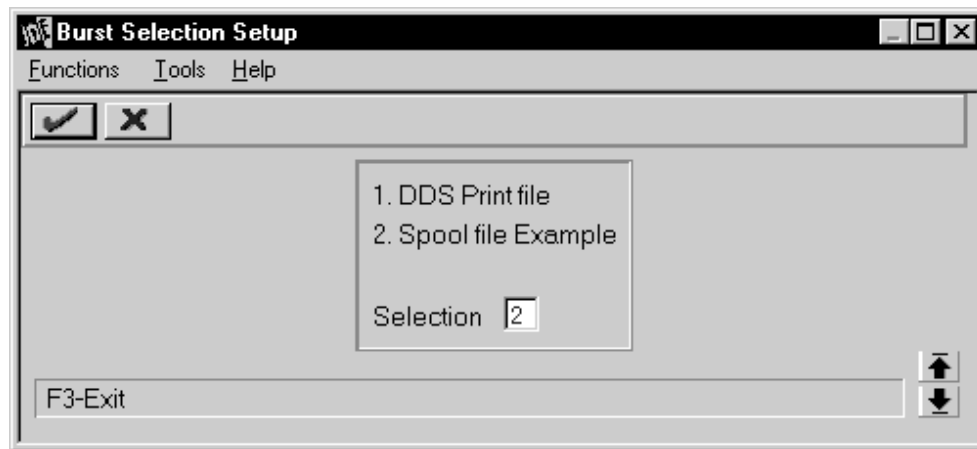 Burst Selection Setup
Functions Tools Help
1. DDS Print file
2. Spool file Example
Selection 2
F3-Exit